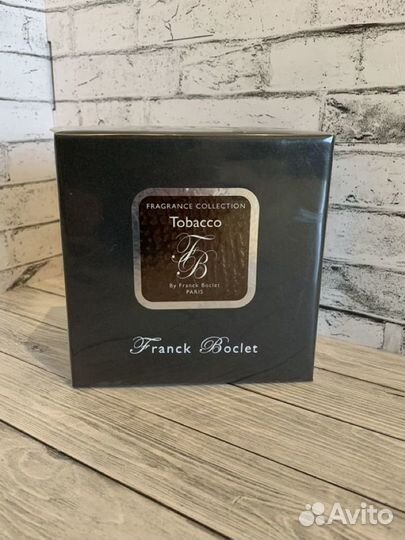 FRAGRANCE COLLECTION
Tobacco
FB
By Franck Boclet
PARIS
Franck Boclet
Avito